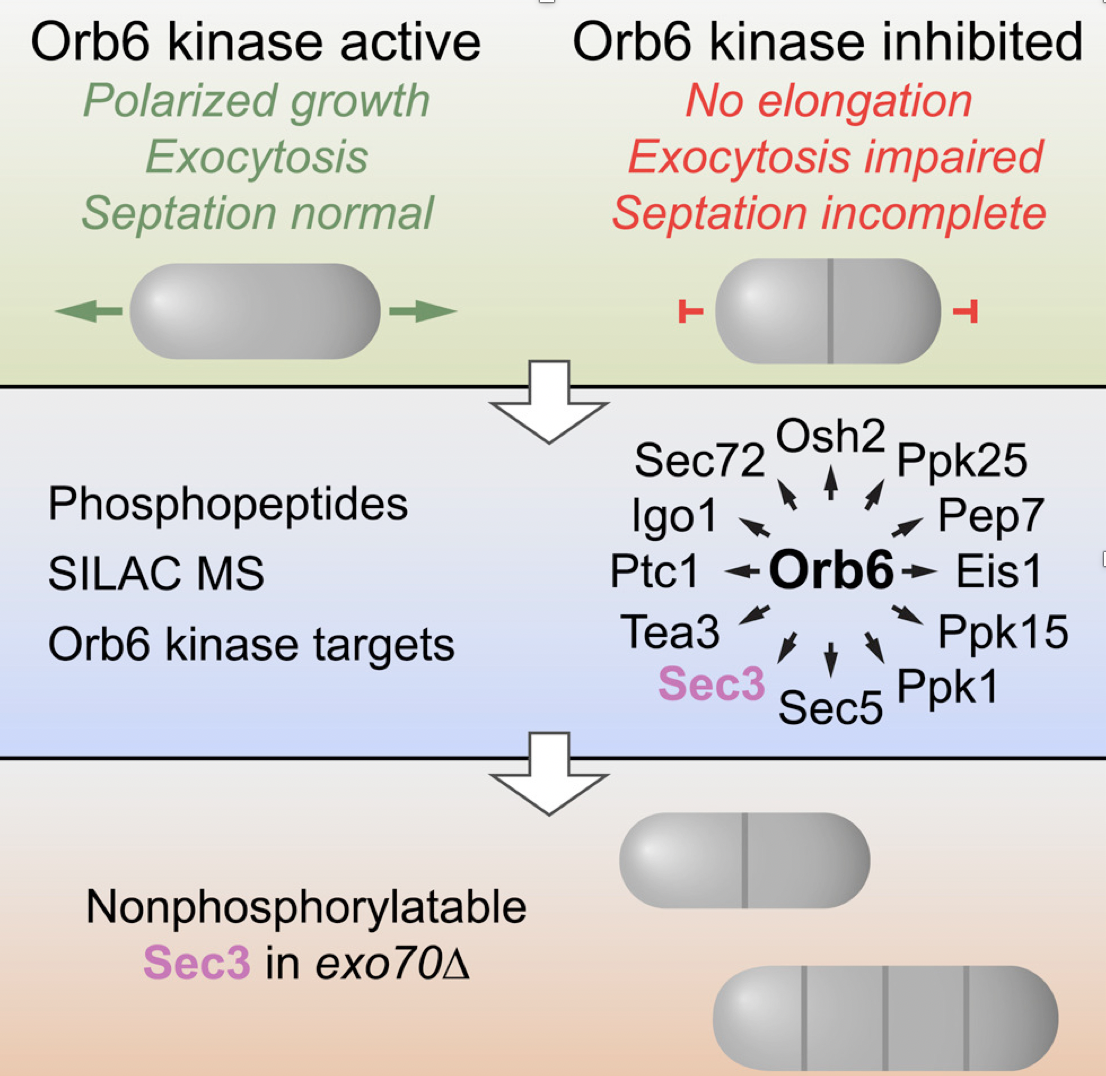 Orb6 kinase active
Polarized growth
Exocytosis
Septation normal
Orb6 kinase inhibited
No elongation
Exocytosis impaired
Septation incomplete
Phosphopeptides
SILAC MS
Orb6 kinase targets
Osh2
Sec72
Ppk25
Igo1
Pep7
Ptc1
Orb6
Eis1
Tea3
Ppk15
Sec3
Sec5
Ppk1
Nonphosphorylatable
Sec3 in exo70Δ